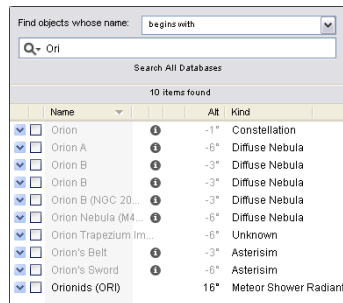 Find objects whose name: begins with
Ori
Search All Databases
10 items found
Name Alt Kind
Orion -1° Constellation
Orion A -6° Diffuse Nebula
Orion B -3° Diffuse Nebula
Orion B -3° Diffuse Nebula
Orion B (NGC 20... -3° Diffuse Nebula
Orion Nebula (M4... -6° Diffuse Nebula
Orion Trapezium Im... -6° Unknown
Orion's Belt -3° Asterisim
Orion's Sword -6° Asterisim
Orionids (ORI) 16° Meteor Shower Radiant